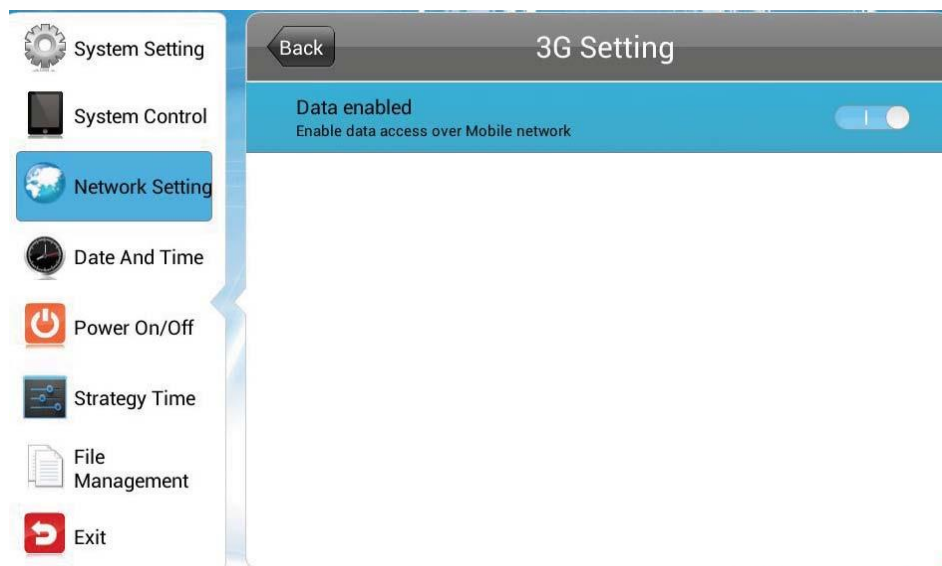 System Setting
System Control
Network Setting
Date And Time
Power On/Off
Strategy Time
File
Management
Exit
Back
3G Setting
Data enabled
Enable data access over Mobile network